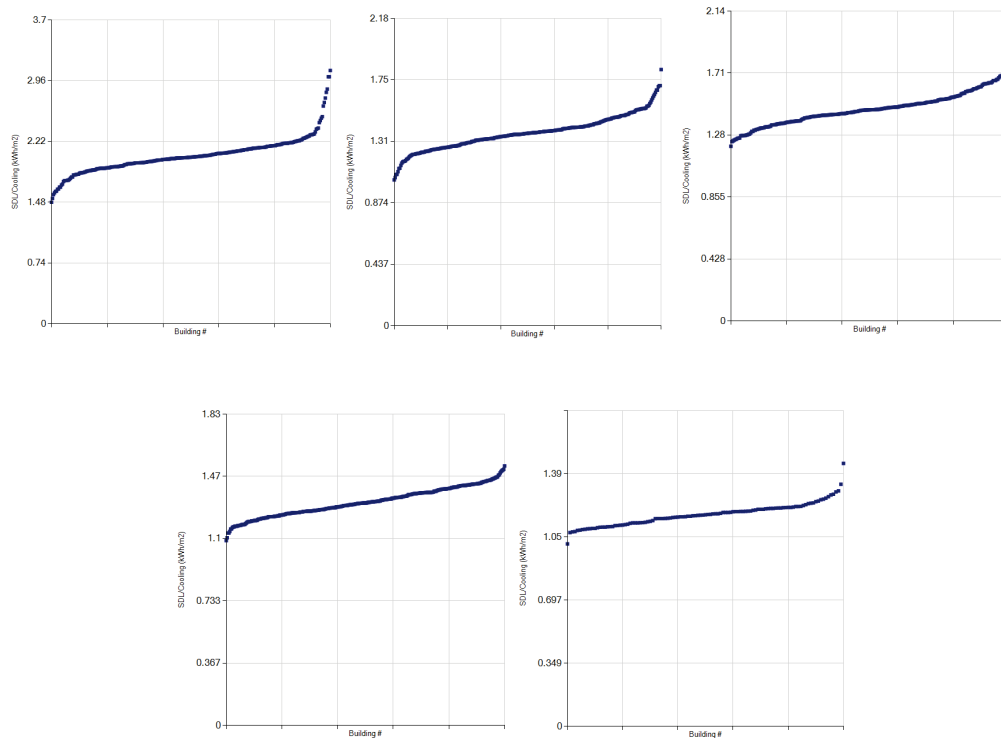 3.7
2.96
2.22
1.48
0.74
0
SDL/Cooling (kWh/m2)
Building #
2.18
1.75
1.31
0.874
0.437
0
SDL/Cooling (kWh/m2)
Building #
2.14
1.71
1.28
0.855
0.428
0
SDL/Cooling (kWh/m2)
Building #
1.83
1.47
1.1
0.733
0.367
0
SDL/Cooling (kWh/m2)
Building #
1.39
1.05
0.697
0.349
0
SDL/Cooling (kWh/m2)
Building #